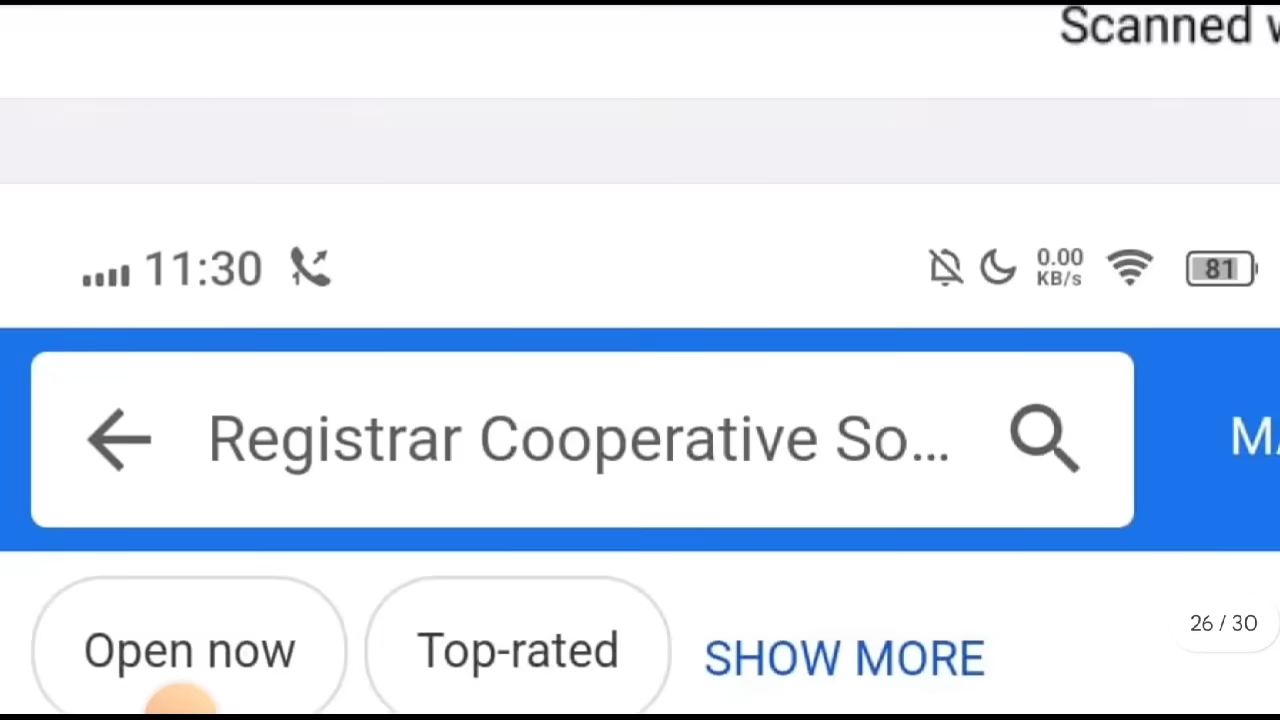 Scanned
11:30
0.00
KB/s
81
Registrar Cooperative So...
Open now
Top-rated
SHOW MORE
26 / 30